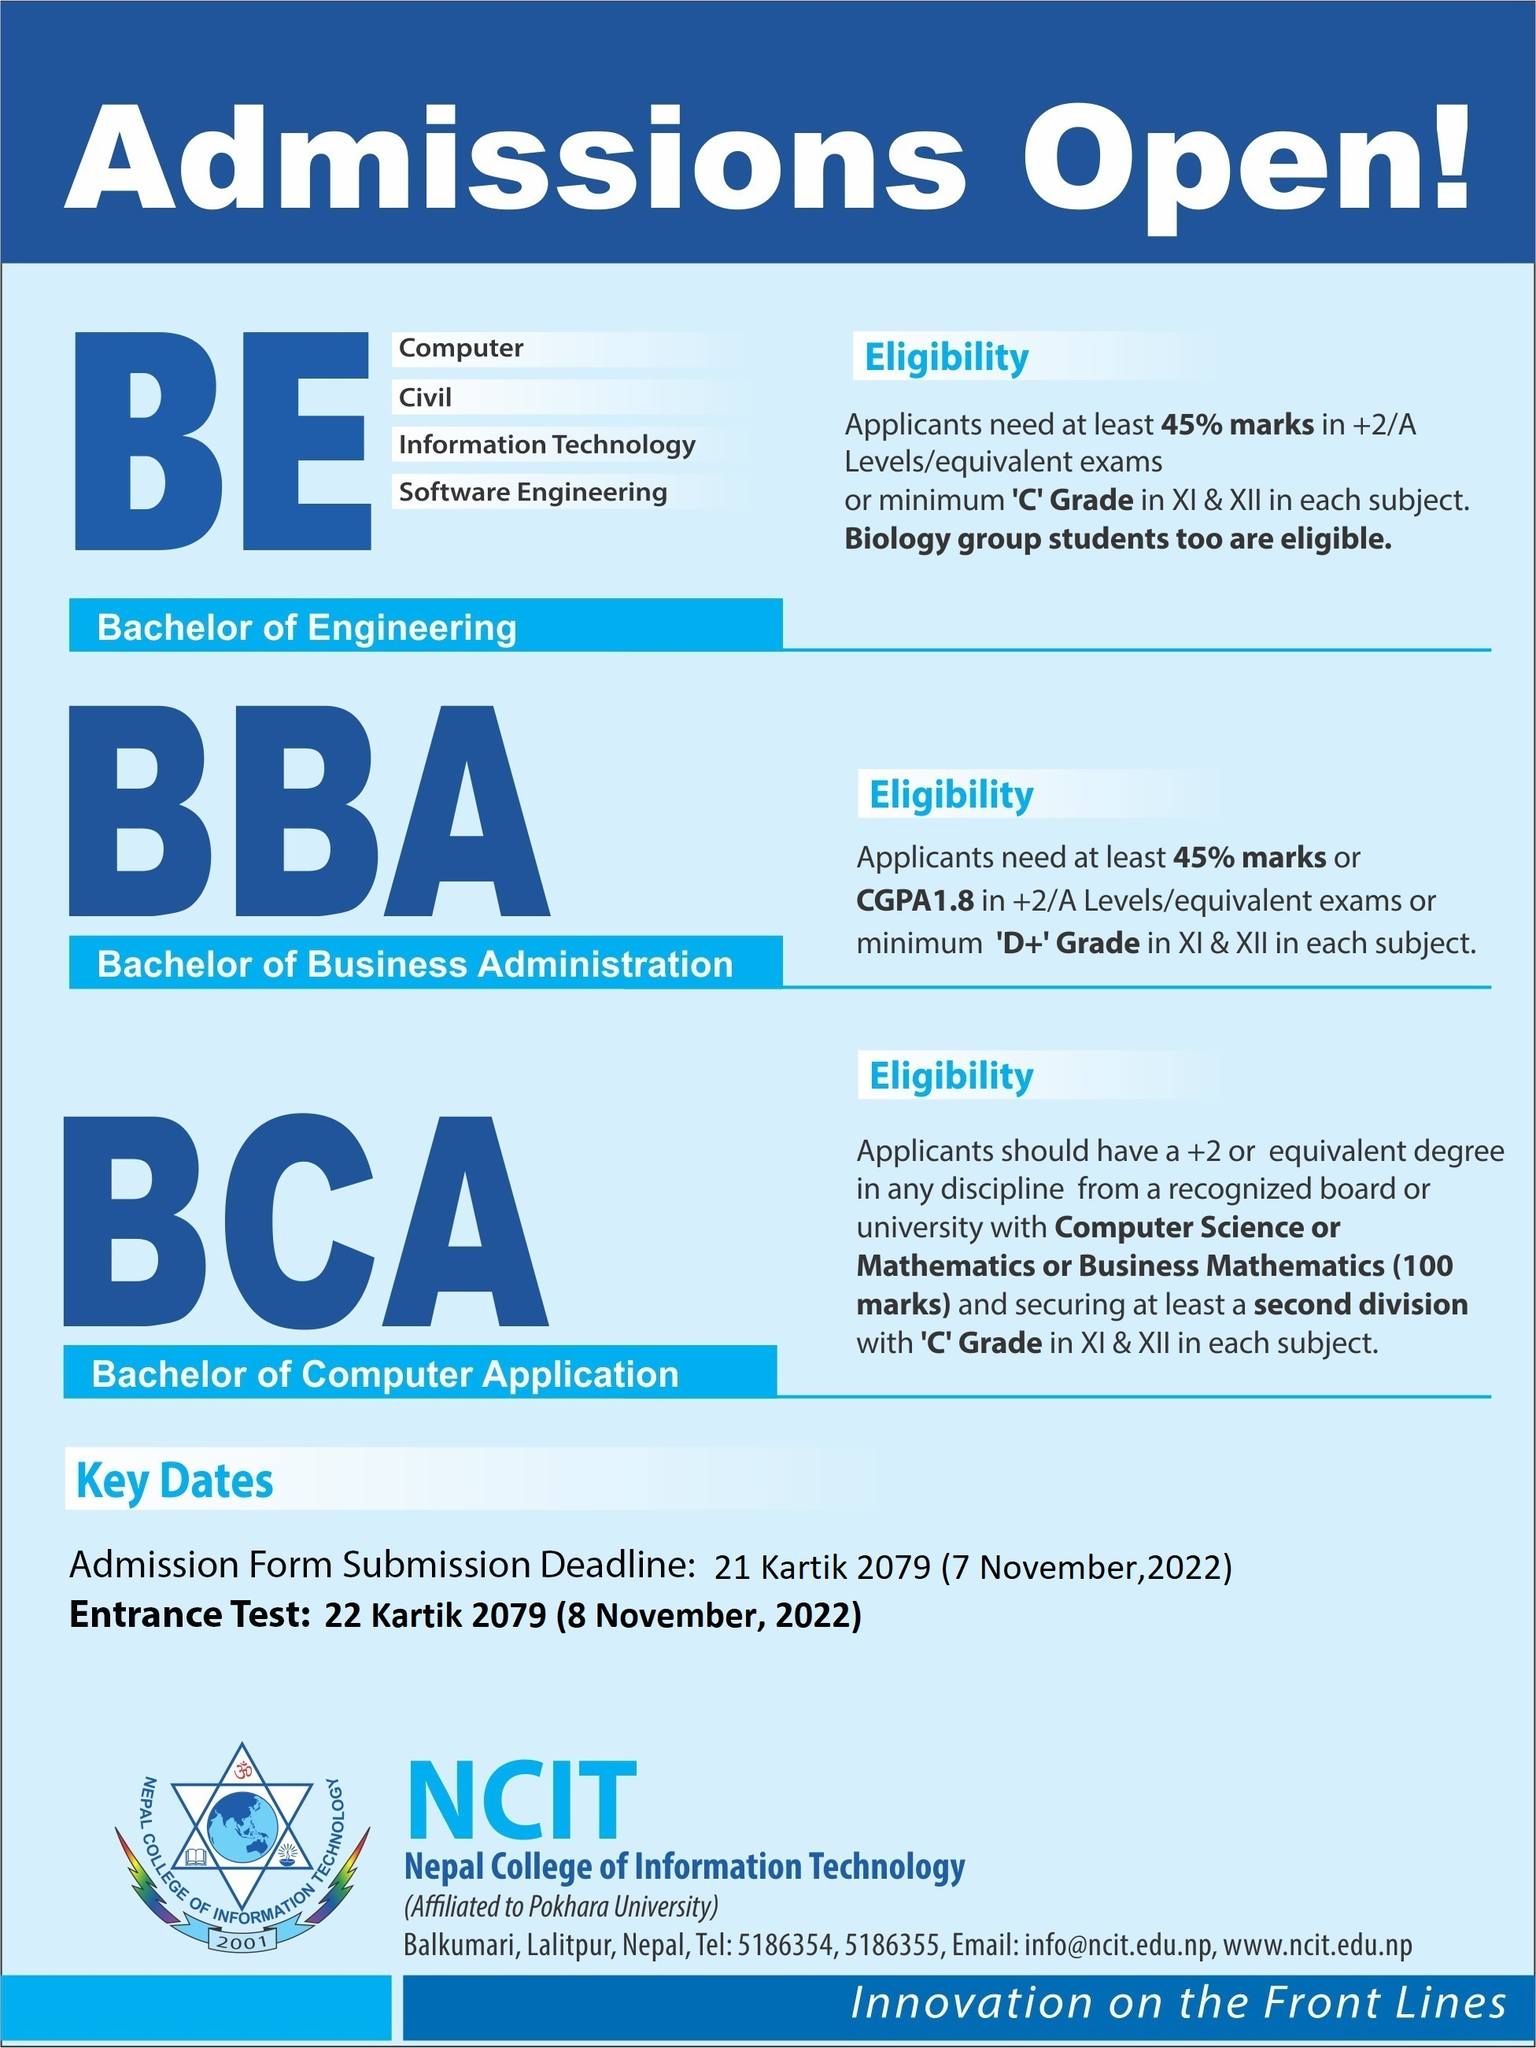 Admissions Open!
BE
Computer
Civil
Information Technology
Software Engineering
Bachelor of Engineering
Eligibility
Applicants need at least 45% marks in +2/A
Levels/equivalent exams
or minimum 'C' Grade in XI & XII in each subject.
Biology group students too are eligible.
BBA
Bachelor of Business Administration
Eligibility
Applicants need at least 45% marks or
CGPA1.8 in +2/A Levels/equivalent exams or
minimum 'D+' Grade in XI & XII in each subject.
BCA
Bachelor of Computer Application
Eligibility
Applicants should have a +2 or equivalent degree
in any discipline from a recognized board or
university with Computer Science or
Mathematics or Business Mathematics (100
marks) and securing at least a second division
with 'C' Grade in XI & XII in each subject.
Key Dates
Admission Form Submission Deadline: 21 Kartik 2079 (7 November,2022)
Entrance Test: 22 Kartik 2079 (8 November, 2022)
ॐ
NEPAL COLLEGE OF INFORMATION TECHNOLOGY
2001
NCIT
Nepal College of Information Technology
(Affiliated to Pokhara University)
Balkumari, Lalitpur, Nepal, Tel: 5186354, 5186355, Email: info@ncit.edu.np, www.ncit.edu.np
Innovation on the Front Lines